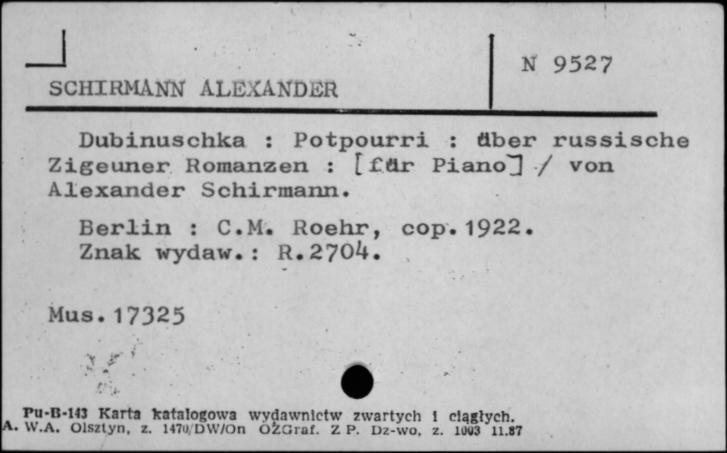 N 9527
SCHIRMANN ALEXANDER
Dubinuschka : Potpourri : über russische
Zigeuner Romanzen : [für Piano] / von
Alexander Schirmann.
Berlin : C.M. Roehr, cop. 1922.
Znak wydaw.: R.2704.
Mus. 17325
Pu-B-143 Karta katalogowa wydawnictw zwartych i ciągłych.
A. W.A. Olsztyn, z. 1470/DW/On OZGraf. Z P. Dz-wo, z. 1003 11.87